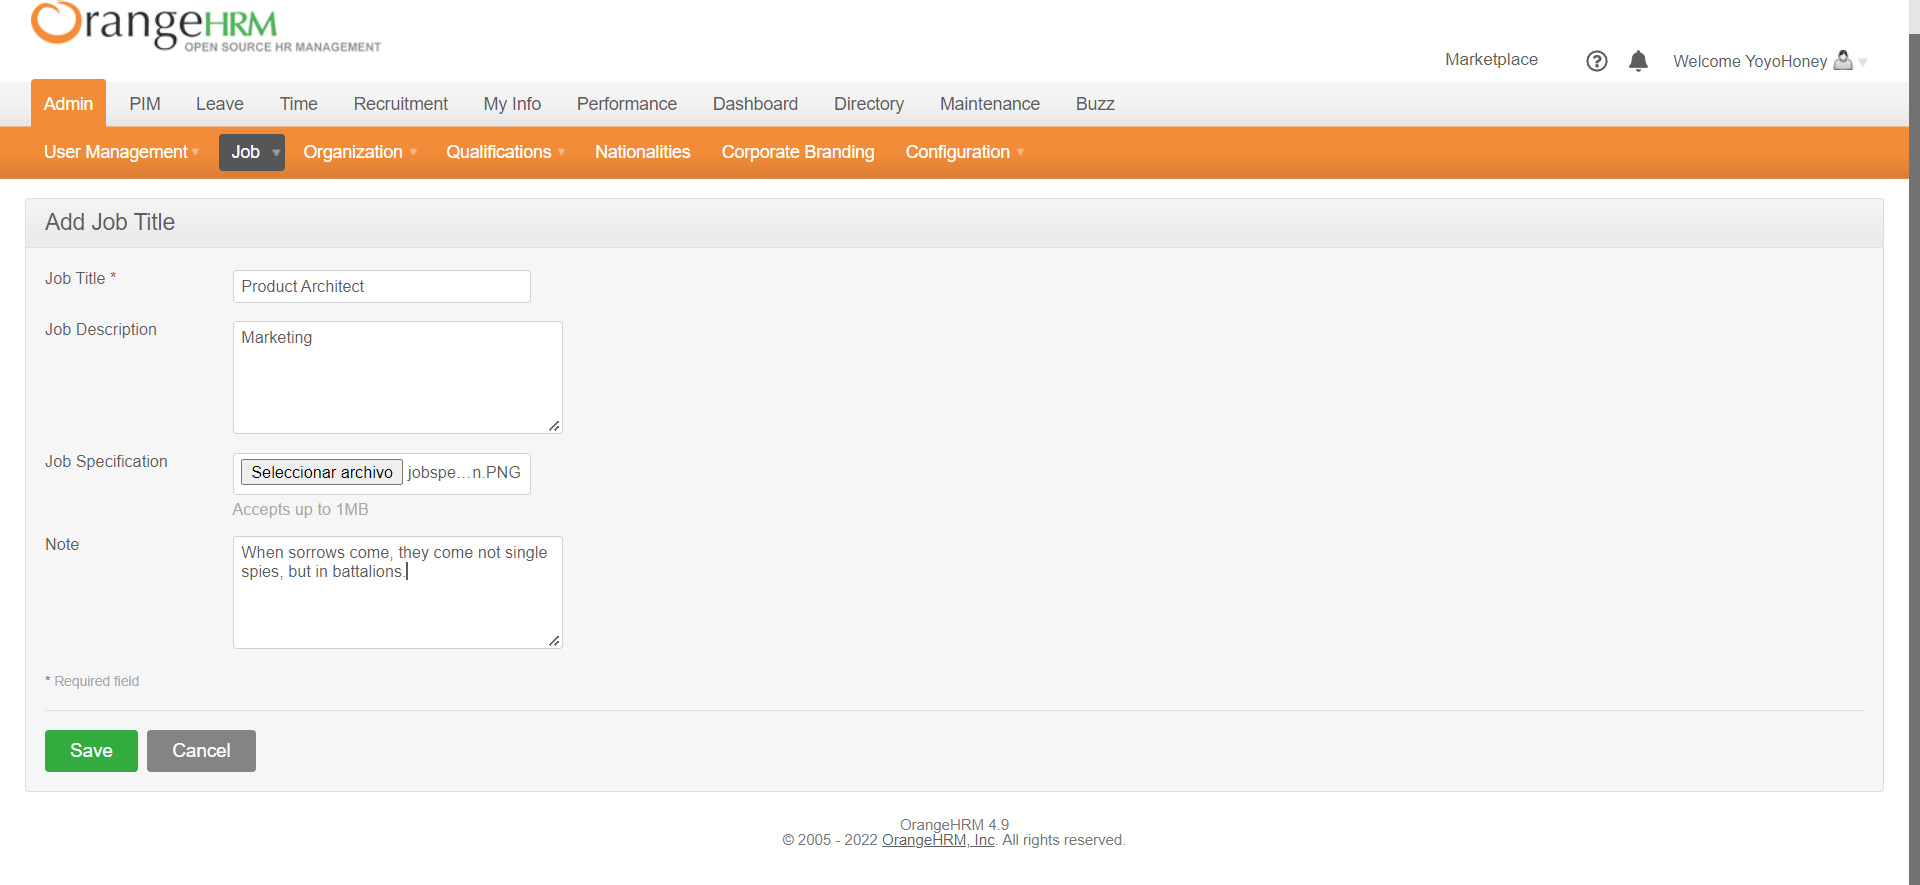 OrangeHRM
OPEN SOURCE HR MANAGEMENT
Marketplace
Welcome YoyoHoney
Admin PIM Leave Time Recruitment My Info Performance Dashboard Directory Maintenance Buzz
User Management Job Organization Qualifications Nationalities Corporate Branding Configuration
Add Job Title
Job Title *
Product Architect
Job Description
Marketing
Job Specification
Seleccionar archivo jobspe…n.PNG
Accepts up to 1MB
Note
When sorrows come, they come not single
spies, but in battalions.
* Required field
Save Cancel
OrangeHRM 4.9
© 2005 - 2022 OrangeHRM, Inc. All rights reserved.